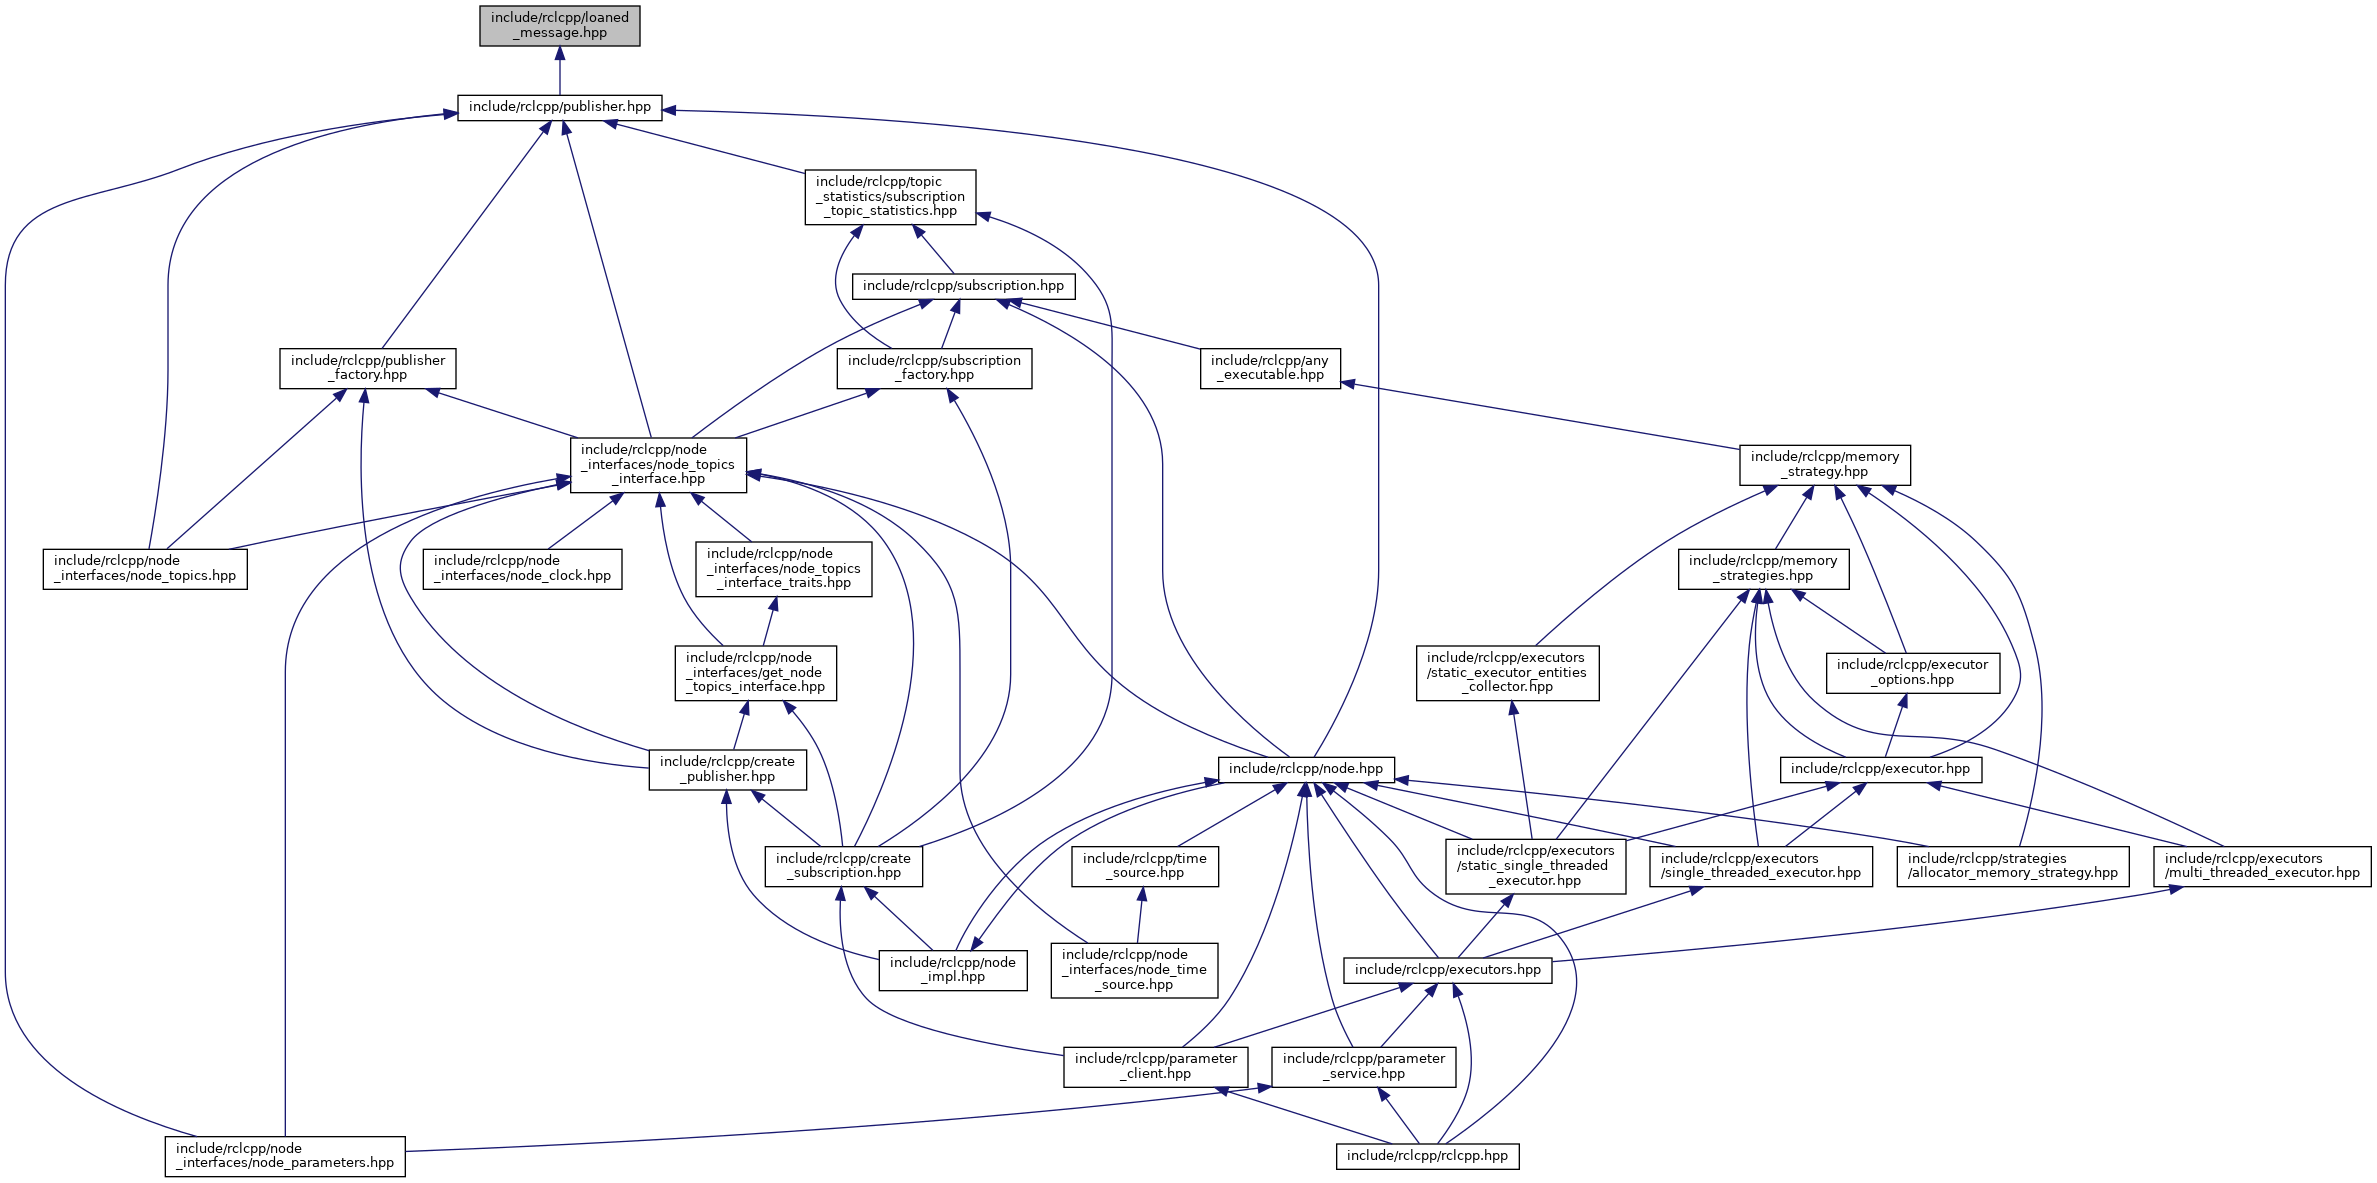 include/rclcpp/loaned
_message.hpp
include/rclcpp/publisher.hpp
include/rclcpp/topic
_statistics/subscription
_topic_statistics.hpp
include/rclcpp/subscription.hpp
include/rclcpp/publisher
_factory.hpp
include/rclcpp/subscription
_factory.hpp
include/rclcpp/any
_executable.hpp
include/rclcpp/node
_interfaces/node_topics
_interface.hpp
include/rclcpp/memory
_strategy.hpp
include/rclcpp/node
_interfaces/node_topics.hpp
include/rclcpp/node
_interfaces/node_clock.hpp
include/rclcpp/node
_interfaces/node_topics
_interface_traits.hpp
include/rclcpp/memory
_strategies.hpp
include/rclcpp/node
_interfaces/get_node
_topics_interface.hpp
include/rclcpp/executors
/static_executor_entities
_collector.hpp
include/rclcpp/executor
_options.hpp
include/rclcpp/create
_publisher.hpp
include/rclcpp/node.hpp
include/rclcpp/executor.hpp
include/rclcpp/create
_subscription.hpp
include/rclcpp/time
_source.hpp
include/rclcpp/executors
/static_single_threaded
_executor.hpp
include/rclcpp/executors
/single_threaded_executor.hpp
include/rclcpp/strategies
/allocator_memory_strategy.hpp
include/rclcpp/executors
/multi_threaded_executor.hpp
include/rclcpp/node
_impl.hpp
include/rclcpp/node
_interfaces/node_time
_source.hpp
include/rclcpp/executors.hpp
include/rclcpp/parameter
_client.hpp
include/rclcpp/parameter
_service.hpp
include/rclcpp/node
_interfaces/node_parameters.hpp
include/rclcpp/rclcpp.hpp